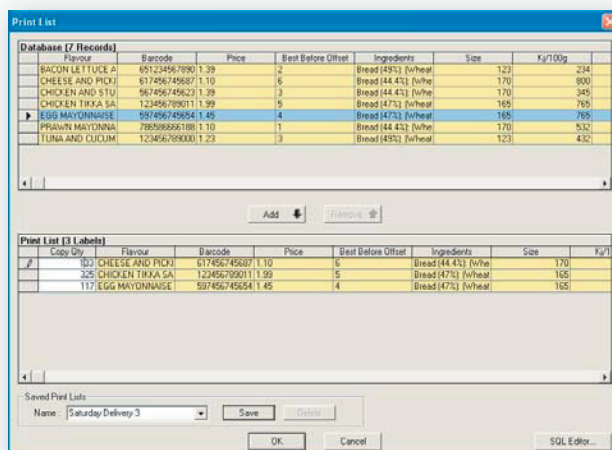 Print List
Database [7 Records]
Flavour Barcode Price Best Before Offset Ingredients Size Kj/100g
BACON LETTUCE A 651234567890 1.39 2 Bread (49%): (Wheat 123 234
CHEESE AND PICKI 617456745687 1.10 6 Bread (44.4%): (Whe 170 800
CHICKEN AND STU 567456745623 1.39 3 Bread (44.4%): (Whe 170 345
CHICKEN TIKKA SA 123456789011 1.99 5 Bread (47%): (Wheat 165 765
EGG MAYONNAISE 597456745654 1.45 4 Bread (47%): (Wheat 165 765
PRAWN MAYONNA 786586666188 1.10 1 Bread (44.4%): (Whe 170 532
TUNA AND CUCUM 123456789000 1.23 3 Bread (49%): (Wheat 123 432
Add Remove
Print List [3 Labels]
Copy Qty Flavour Barcode Price Best Before Offset Ingredients Size Kj/1
CHEESE AND PICKI 617456745687 1.10 6 Bread (44.4%): (Whe 170
325 CHICKEN TIKKA SA 123456789011 1.99 5 Bread (47%): (Wheat 165
117 EGG MAYONNAISE 597456745654 1.45 4 Bread (47%): (Wheat 165
Saved Print Lists
Name : Saturday Delivery 3 Save Delete
OK Cancel SQL Editor...